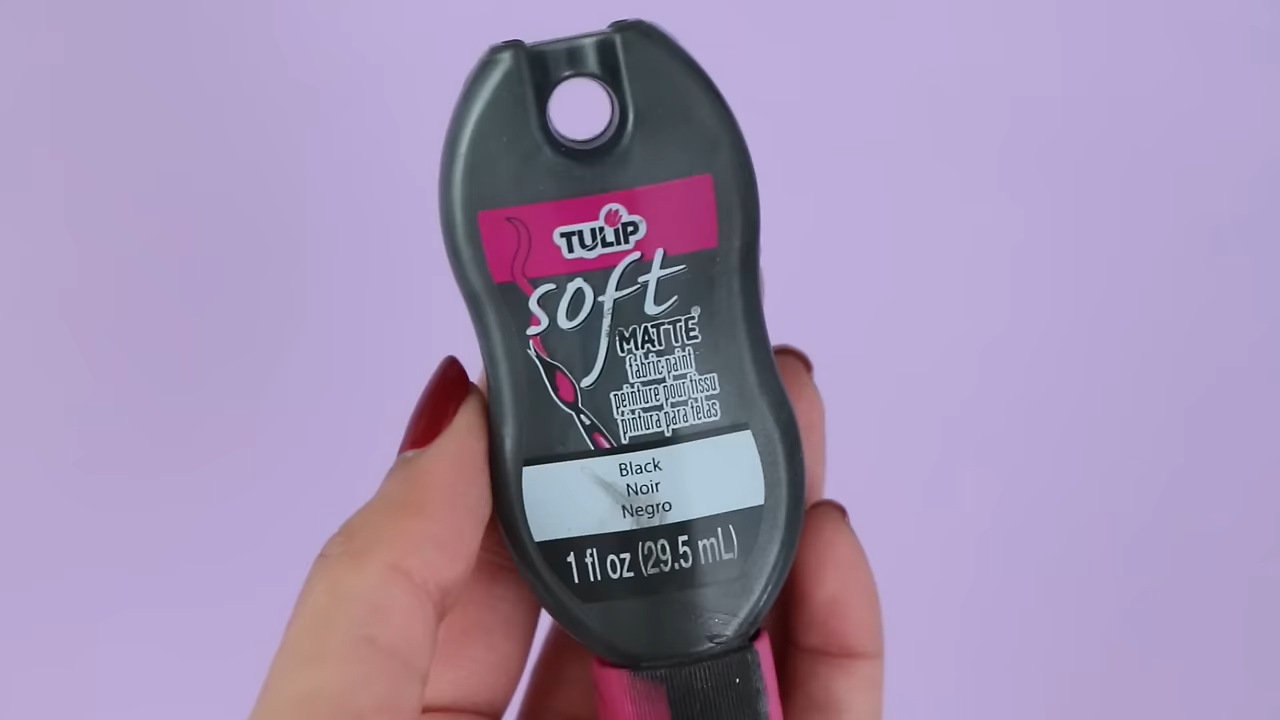 TULIP
soft
MATTE®
fabric paint
peinture pour tissu
pintura para telas
Black
Noir
Negro
1 fl oz (29.5 mL)